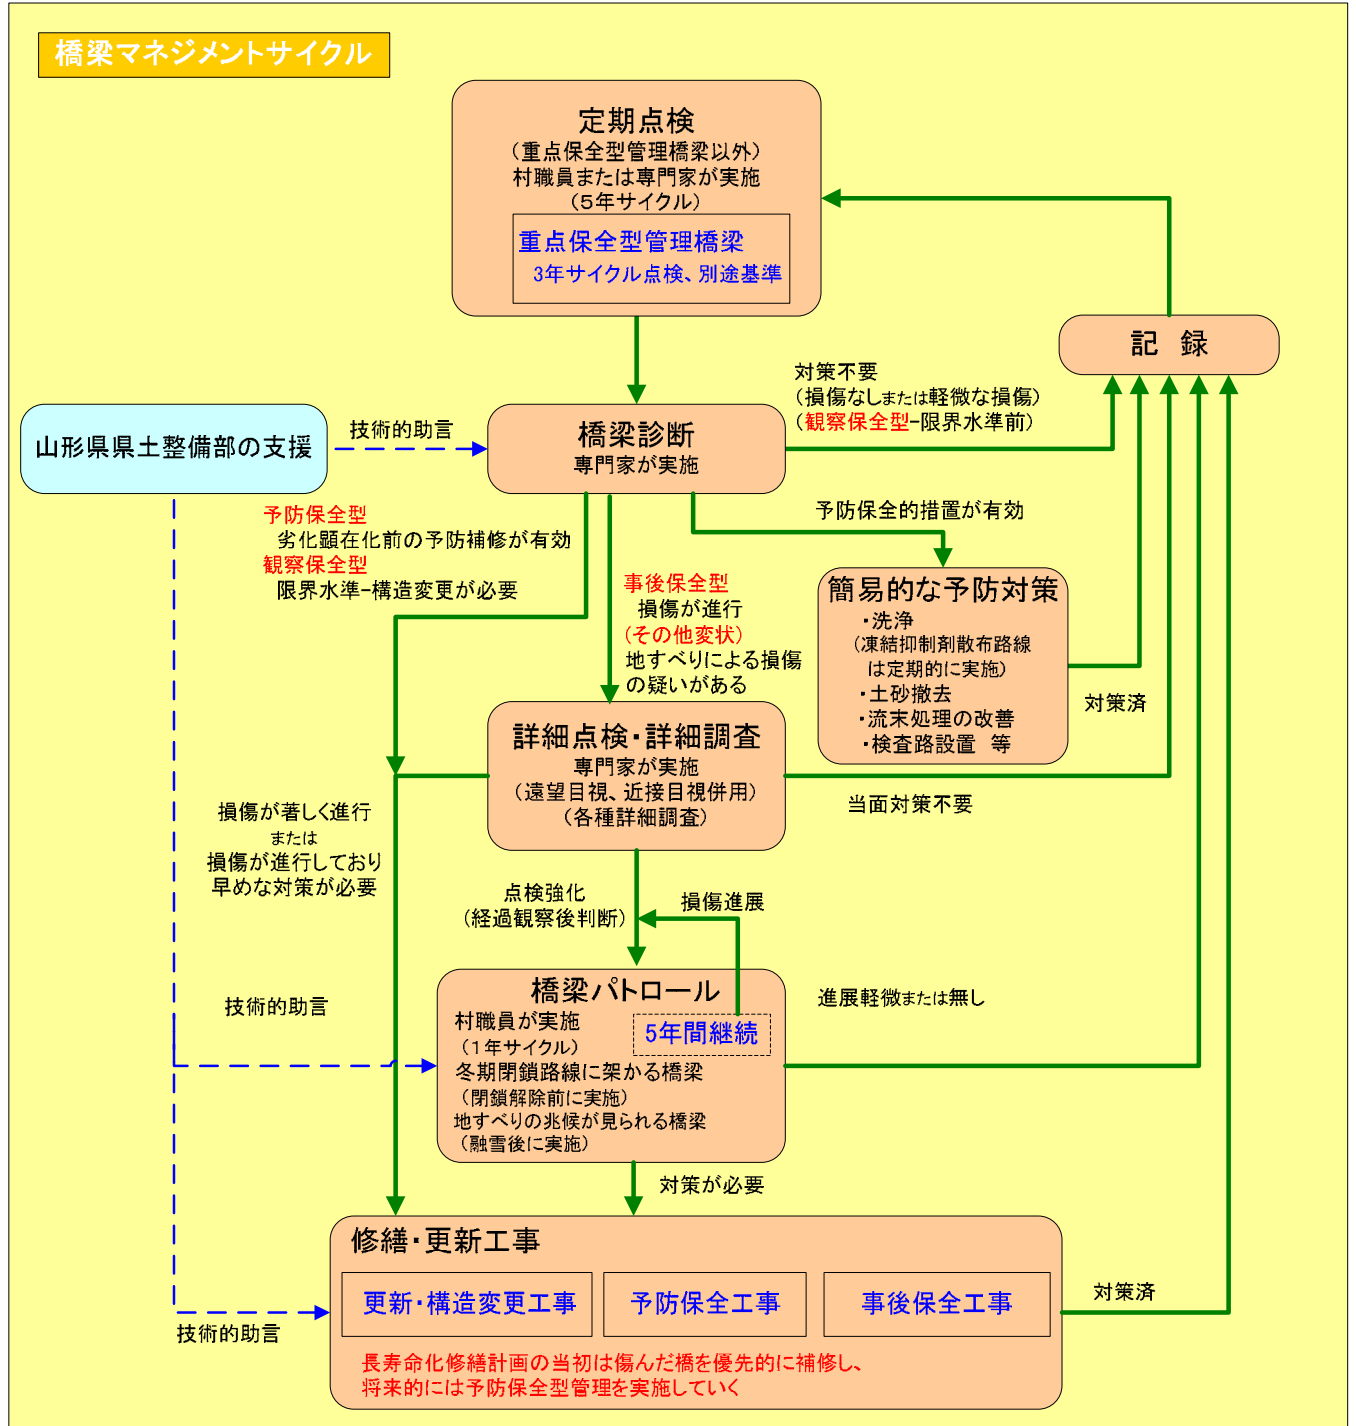 橋梁マネジメントサイクル
定期点検
(重点保全型管理橋梁以外)
村職員または専門家が実施
(5年サイクル)
重点保全型管理橋梁
3年サイクル点検、別途基準
記 録
対策不要
(損傷なしまたは軽微な損傷)
(観察保全型-限界水準前)
山形県県土整備部の支援
技術的助言
橋梁診断
専門家が実施
予防保全的措置が有効
予防保全型
劣化顕在化前の予防補修が有効
観察保全型
限界水準-構造変更が必要
事後保全型
損傷が進行
(その他変状)
地すべりによる損傷
の疑いがある
簡易的な予防対策
・洗浄
(凍結抑制剤散布路線
は定期的に実施)
・土砂撤去
・流末処理の改善
・検査路設置 等
対策済
詳細点検・詳細調査
専門家が実施
(遠望目視、近接目視併用)
(各種詳細調査)
当面対策不要
損傷が著しく進行
または
損傷が進行しており
早めな対策が必要
点検強化
(経過観察後判断)
損傷進展
技術的助言
橋梁パトロール
村職員が実施
(1年サイクル)
5年間継続
冬期閉鎖路線に架かる橋梁
(閉鎖解除前に実施)
地すべりの兆候が見られる橋梁
(融雪後に実施)
進展軽微または無し
対策が必要
修繕・更新工事
更新・構造変更工事
予防保全工事
事後保全工事
対策済
技術的助言
長寿命化修繕計画の当初は傷んだ橋を優先的に補修し、
将来的には予防保全型管理を実施していく